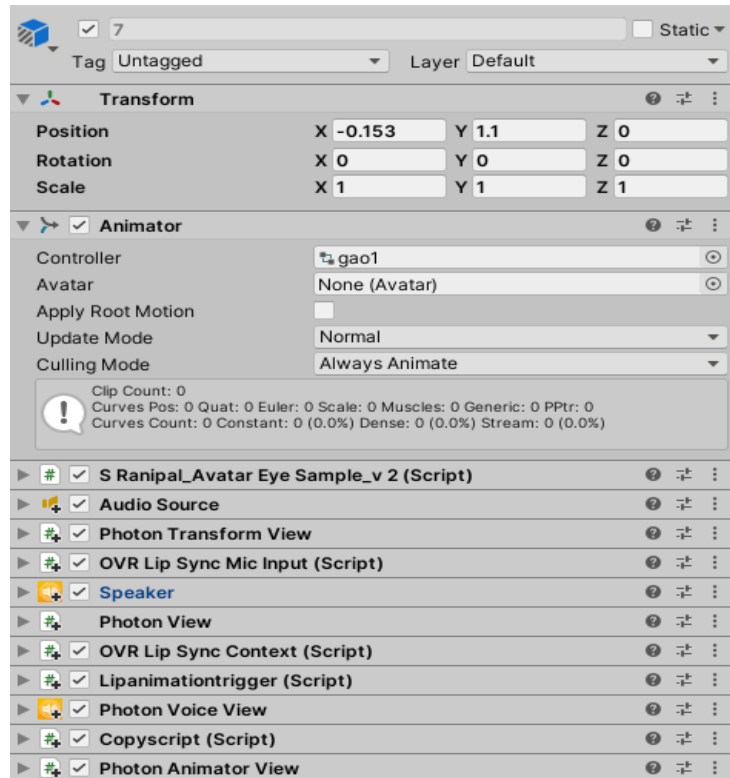 7 Static
Tag Untagged Layer Default
Transform
Position X -0.153 Y 1.1 Z 0
Rotation X 0 Y 0 Z 0
Scale X 1 Y 1 Z 1
Animator
Controller gao1
Avatar None (Avatar)
Apply Root Motion
Update Mode Normal
Culling Mode Always Animate
Clip Count: 0
Curves Pos: 0 Quat: 0 Euler: 0 Scale: 0 Muscles: 0 Generic: 0 PPtr: 0
Curves Count: 0 Constant: 0 (0.0%) Dense: 0 (0.0%) Stream: 0 (0.0%)
S Ranipal_Avatar Eye Sample_v 2 (Script)
Audio Source
Photon Transform View
OVR Lip Sync Mic Input (Script)
Speaker
Photon View
OVR Lip Sync Context (Script)
Lipanimationtrigger (Script)
Photon Voice View
Copyscript (Script)
Photon Animator View